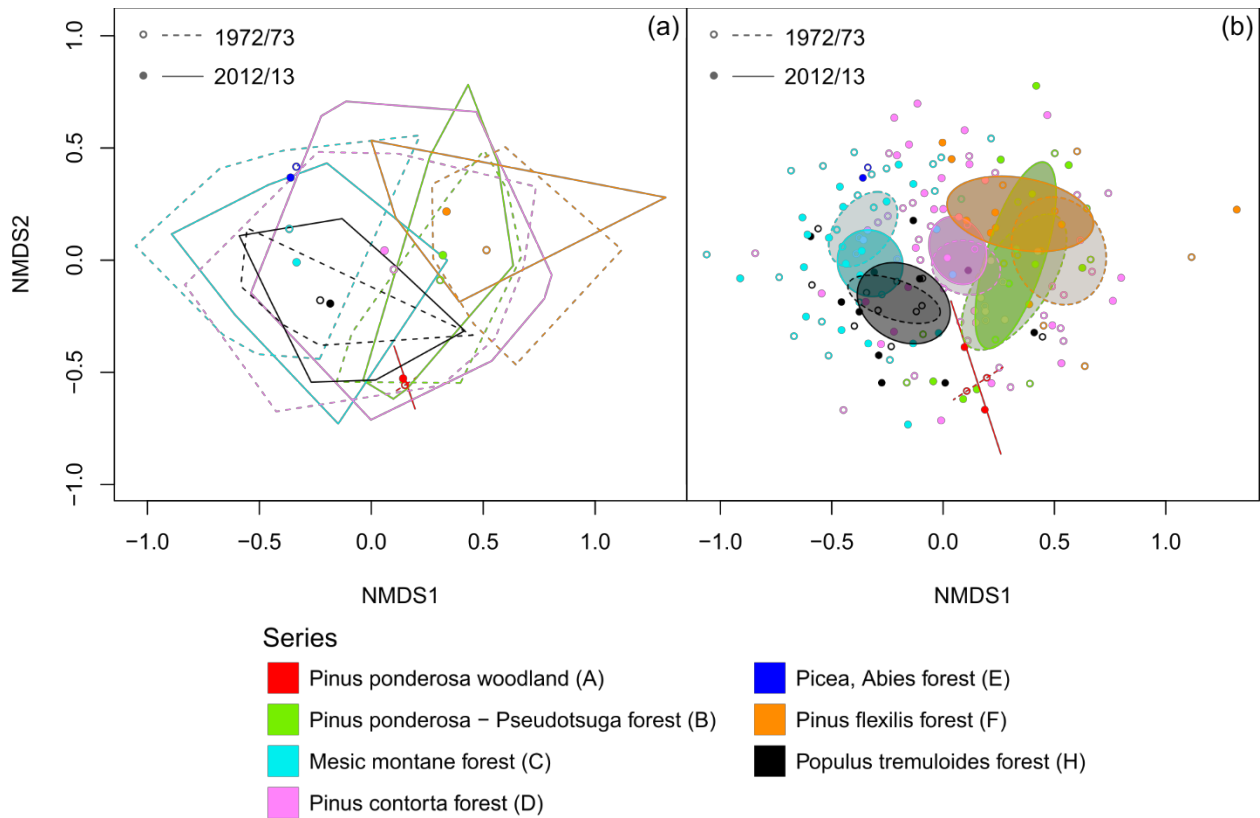 (a)
1972/73
2012/13
NMDS2
1.0
0.5
0.0
−0.5
−1.0
−1.0 −0.5 0.0 0.5 1.0
NMDS1
(b)
1972/73
2012/13
−1.0 −0.5 0.0 0.5 1.0
NMDS1
Series
Pinus ponderosa woodland (A)
Pinus ponderosa − Pseudotsuga forest (B)
Mesic montane forest (C)
Pinus contorta forest (D)
Picea, Abies forest (E)
Pinus flexilis forest (F)
Populus tremuloides forest (H)